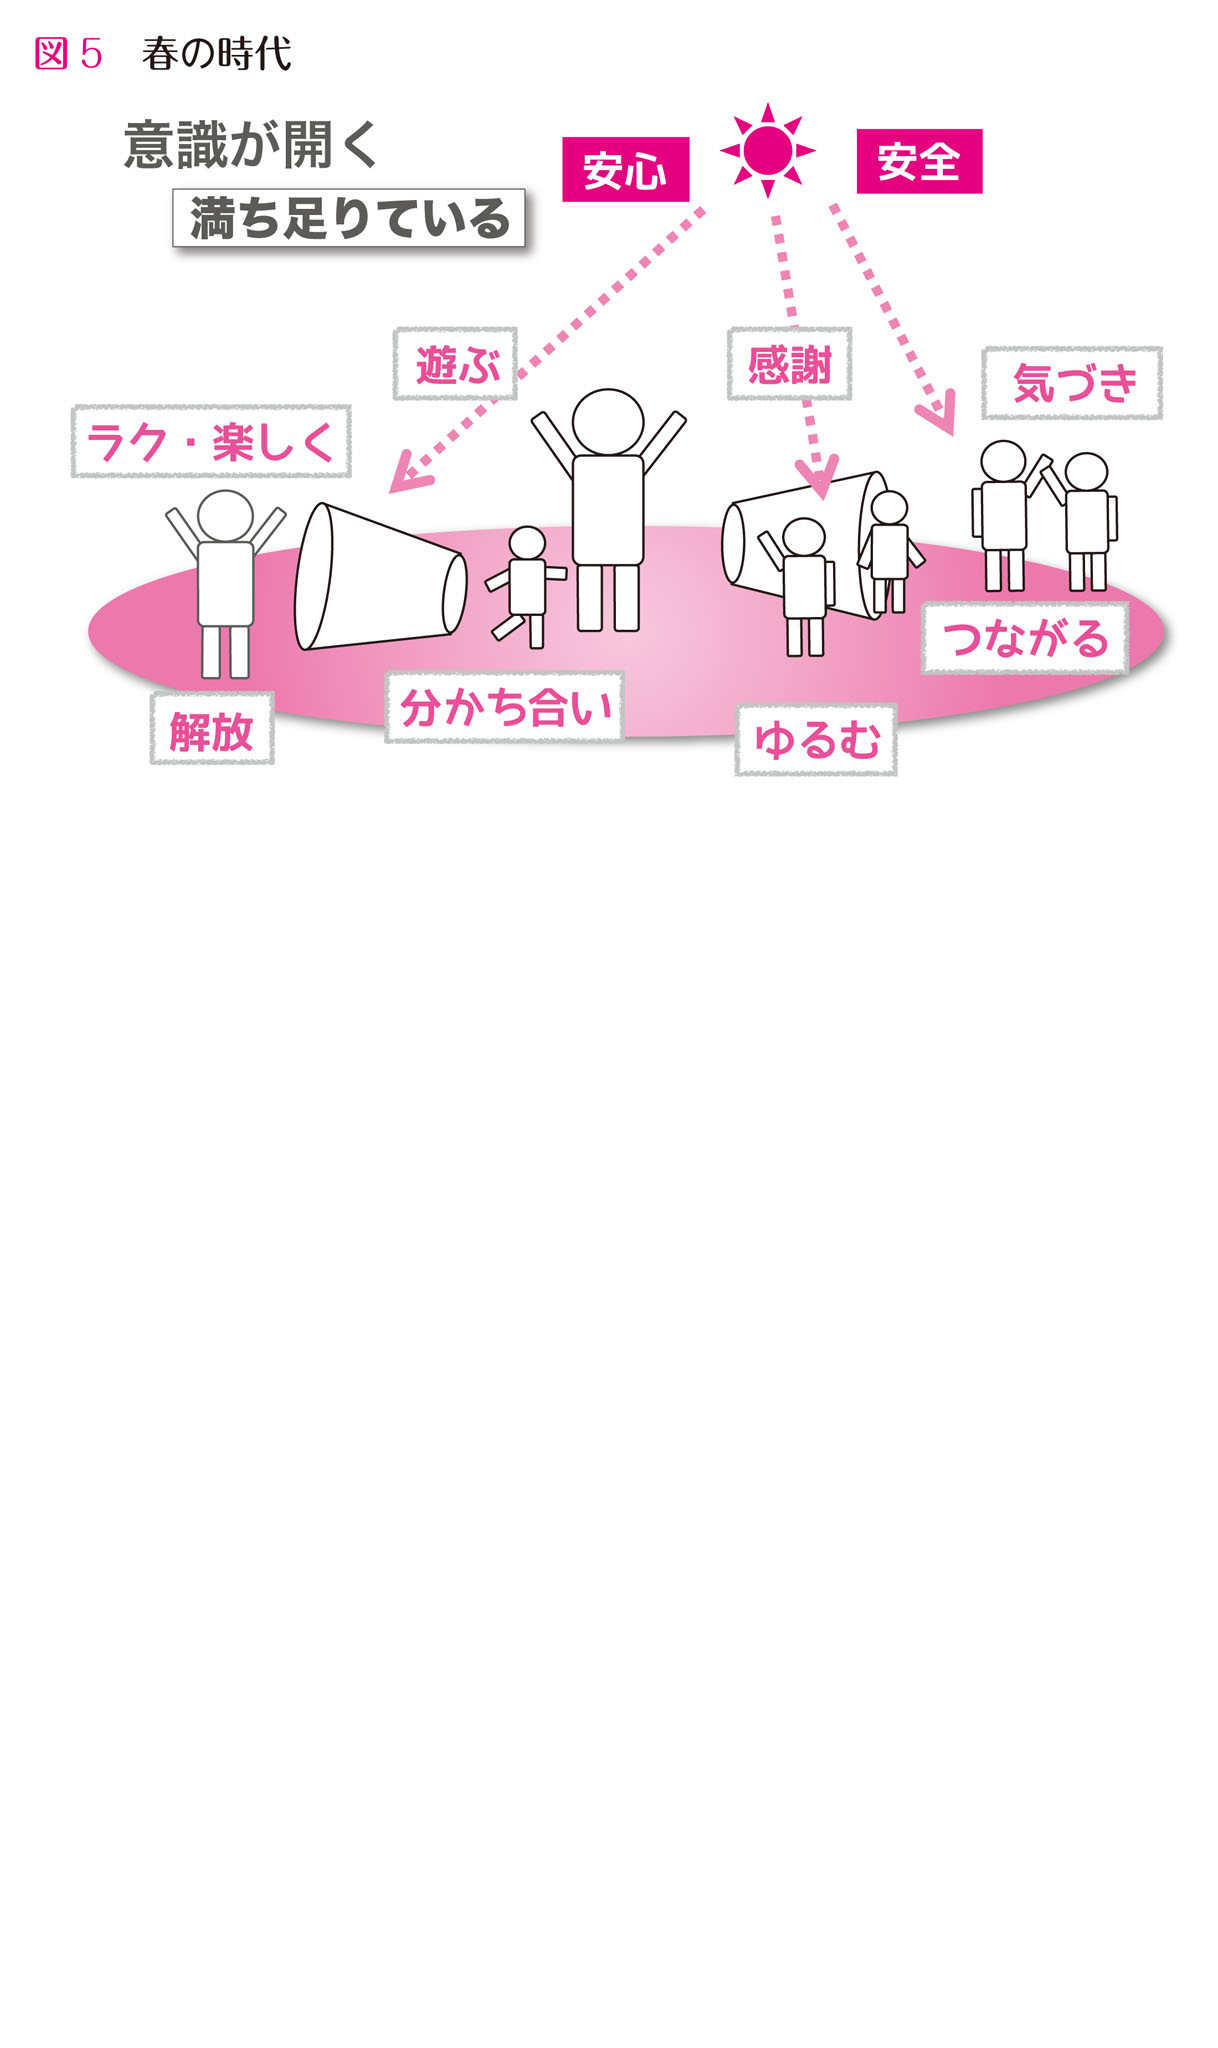 図5 春の時代
意識が開く
満ち足りている
安心
安全
遊ぶ
感謝
気づき
ラク・楽しく
つながる
分かち合い
解放
ゆるむ